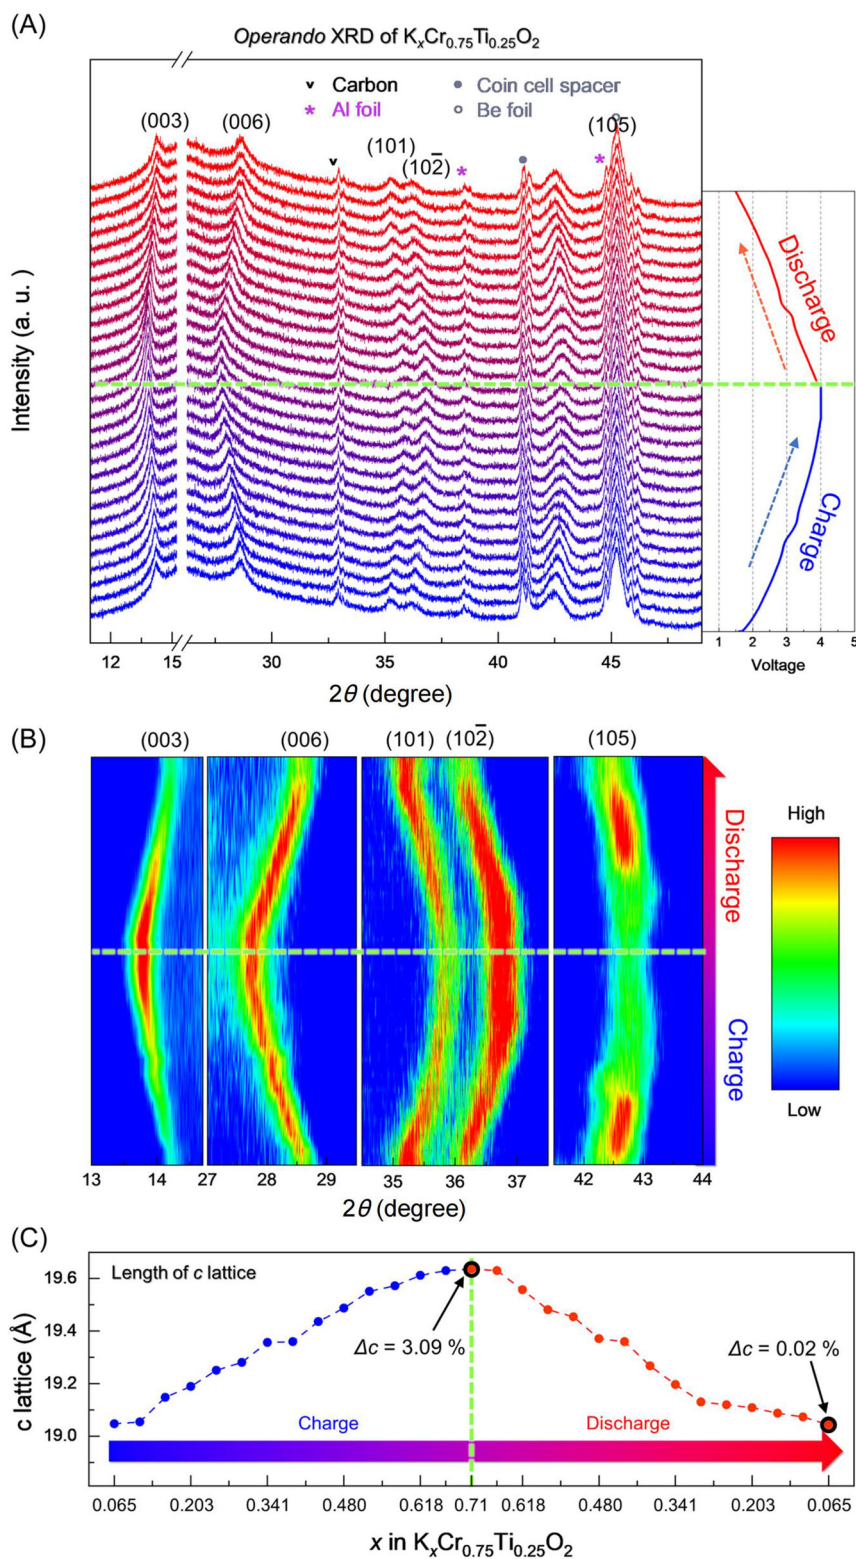 (A)
Operando XRD of KxCr0.75Ti0.25O2
Carbon
Coin cell spacer
* Al foil
Be foil
(003)
(006)
(101)
(102̅)
(105)
*
*
Intensity (a. u.)
Discharge
Charge
12 15 30 35 40 45
2θ (degree)
1 2 3 4 5
Voltage
(B)
(003)
(006)
(101)
(102̅)
(105)
Discharge
Charge
High
Low
13 14 27 28 29 35 36 37 42 43 44
2θ (degree)
(C)
Length of c lattice
c lattice (Å)
19.6
19.4
19.2
19.0
Δc = 3.09 %
Δc = 0.02 %
Charge
Discharge
0.065 0.203 0.341 0.480 0.618 0.71 0.618 0.480 0.341 0.203 0.065
x in KxCr0.75Ti0.25O2